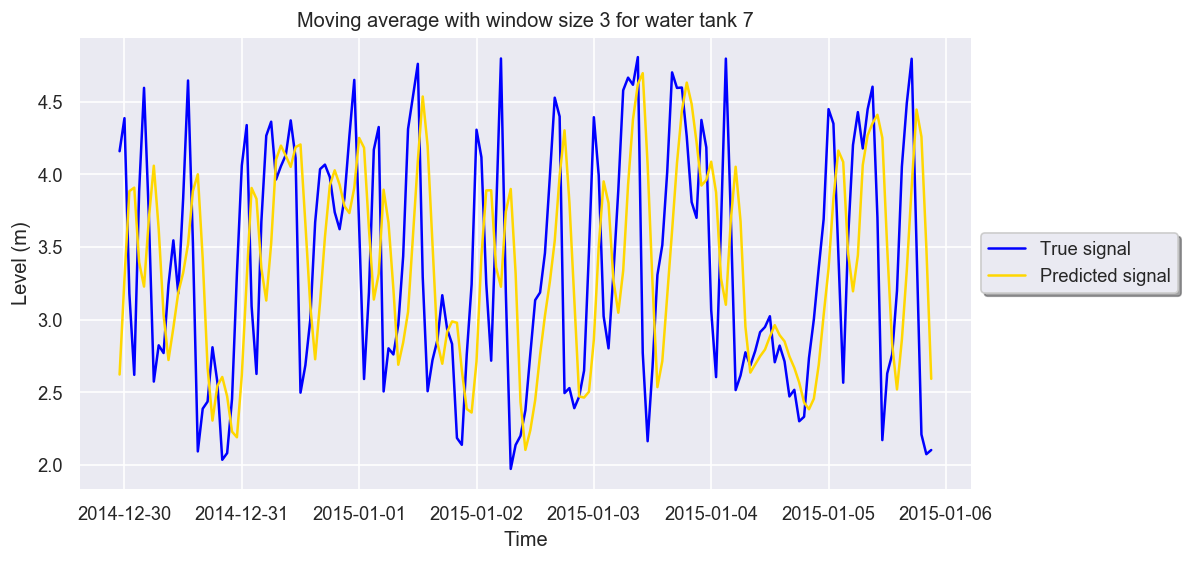 Moving average with window size 3 for water tank 7
Level (m)
4.5
4.0
3.5
3.0
2.5
2.0
2014-12-30 2014-12-31 2015-01-01 2015-01-02 2015-01-03 2015-01-04 2015-01-05 2015-01-06
Time
True signal
Predicted signal